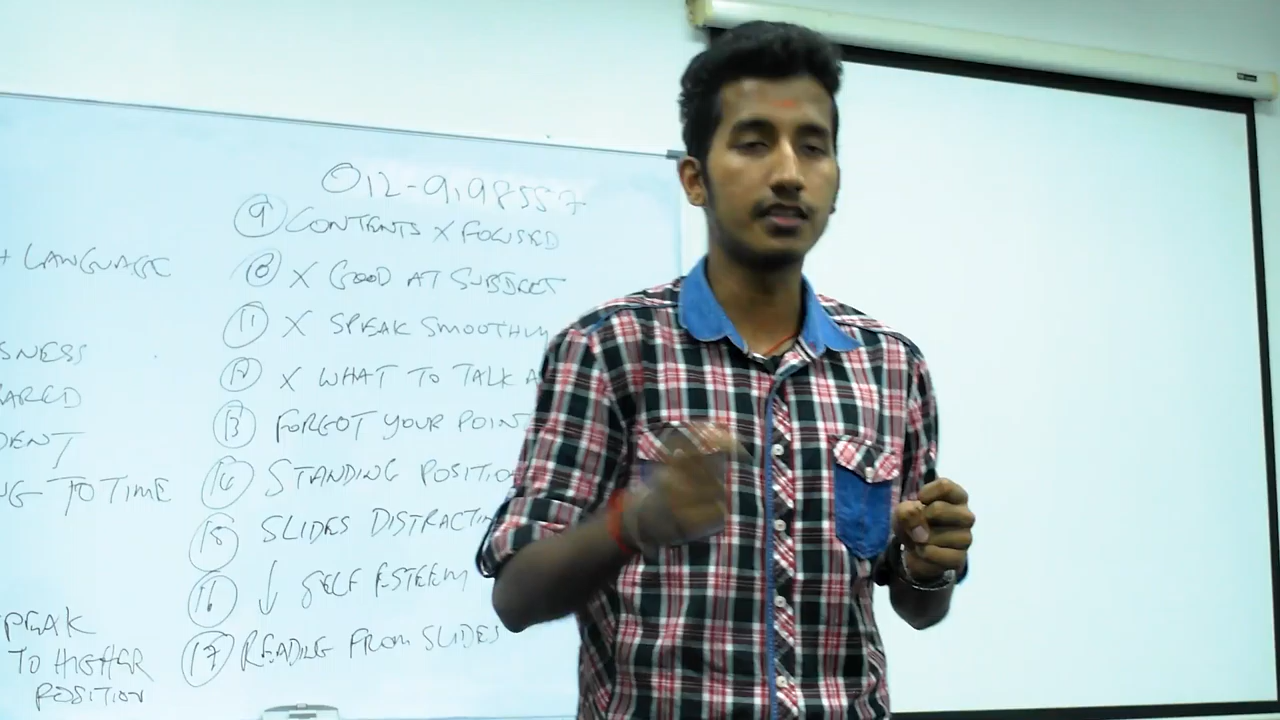 012-9198557
+ LANGUAGE
SNESS
ARED
DENT
NG TO TIME
PEAK
TO HIGHER
POSITION
9 CONTENTS X FOCUSED
10 X GOOD AT SUBJECT
11 X SPEAK SMOOTHLY
12 X WHAT TO TALK A
13 FORGOT YOUR POINT
14 STANDING POSITIO
15 SLIDES DISTRACTIN
16 ↓ SELF ESTEEM
17 READING FROM SLIDES